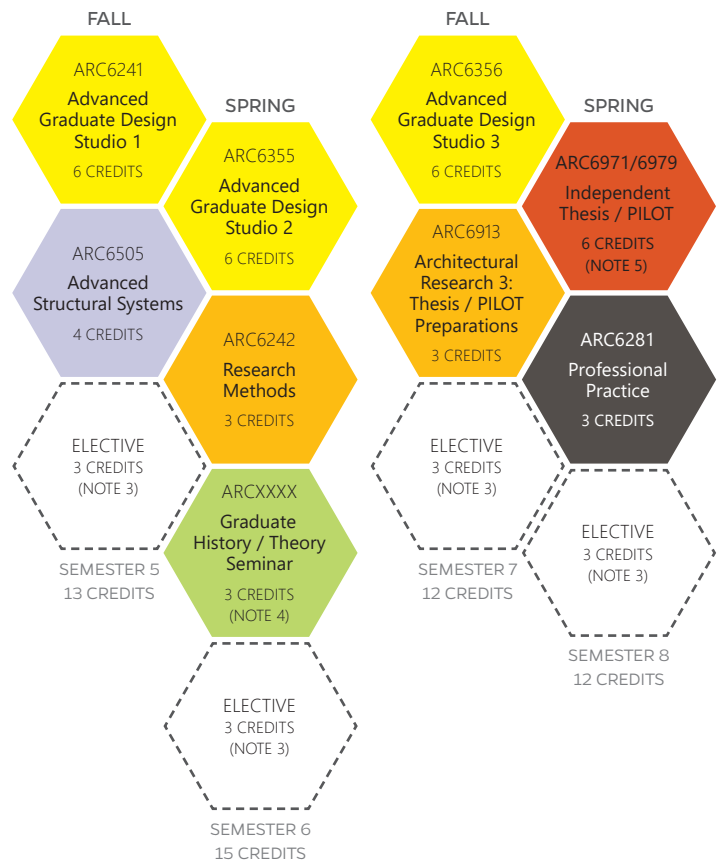 FALL
ARC6241
Advanced
Graduate Design
Studio 1
6 CREDITS
ARC6505
Advanced
Structural Systems
4 CREDITS
ELECTIVE
3 CREDITS
(NOTE 3)
SEMESTER 5
13 CREDITS
SPRING
ARC6355
Advanced
Graduate Design
Studio 2
6 CREDITS
ARC6242
Research
Methods
3 CREDITS
ARCXXXX
Graduate
History / Theory
Seminar
3 CREDITS
(NOTE 4)
ELECTIVE
3 CREDITS
(NOTE 3)
SEMESTER 6
15 CREDITS
FALL
ARC6356
Advanced
Graduate Design
Studio 3
6 CREDITS
ARC6913
Architectural
Research 3:
Thesis / PILOT
Preparations
3 CREDITS
ELECTIVE
3 CREDITS
(NOTE 3)
SEMESTER 7
12 CREDITS
SPRING
ARC6971/6979
Independent
Thesis / PILOT
6 CREDITS
(NOTE 5)
ARC6281
Professional
Practice
3 CREDITS
ELECTIVE
3 CREDITS
(NOTE 3)
SEMESTER 8
12 CREDITS